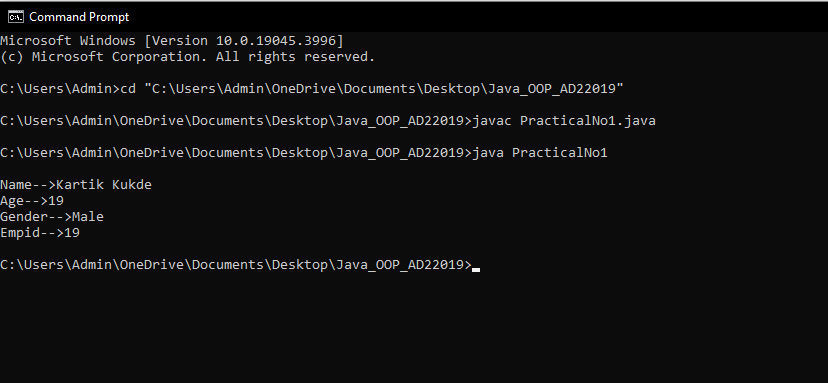 Command Prompt
Microsoft Windows [Version 10.0.19045.3996]
(c) Microsoft Corporation. All rights reserved.
C:\Users\Admin>cd "C:\Users\Admin\OneDrive\Documents\Desktop\Java_OOP_AD22019"
C:\Users\Admin\OneDrive\Documents\Desktop\Java_OOP_AD22019>javac PracticalNo1.java
C:\Users\Admin\OneDrive\Documents\Desktop\Java_OOP_AD22019>java PracticalNo1
Name-->Kartik Kukde
Age-->19
Gender-->Male
Empid-->19
C:\Users\Admin\OneDrive\Documents\Desktop\Java_OOP_AD22019>